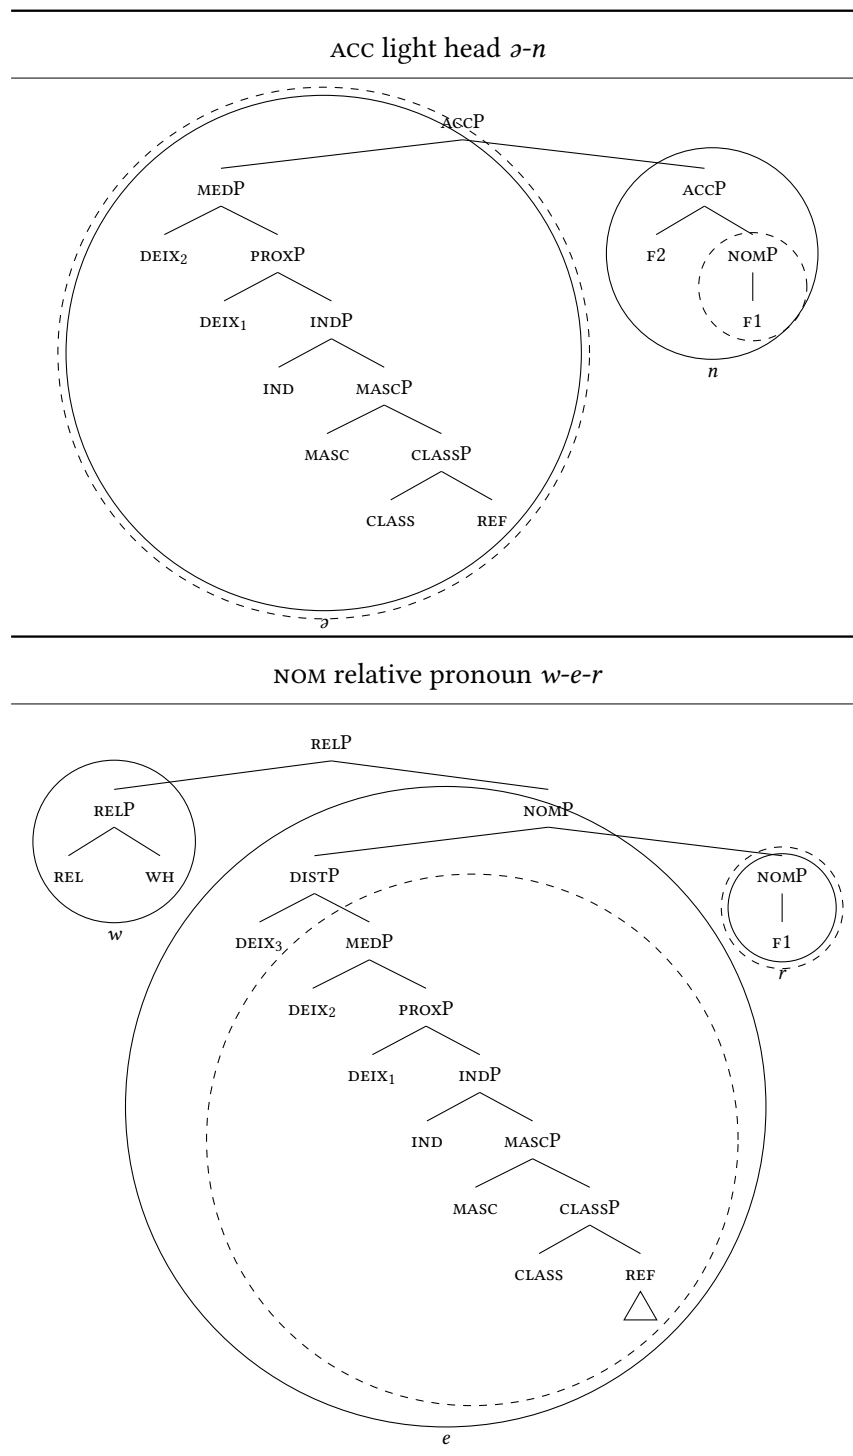 ACC light head ə-n
ACCP
MEDP ACCP
DEIX₂ PROXP F2 NOMP
DEIX₁ INDP F1
n
IND MASCP
MASC CLASSP
CLASS REF
ə
NOM relative pronoun w-e-r
RELP
RELP NOMP
REL WH DISTP NOMP
w
DEIX₃ MEDP F1
r
DEIX₂ PROXP
DEIX₁ INDP
IND MASCP
MASC CLASSP
CLASS REF
e